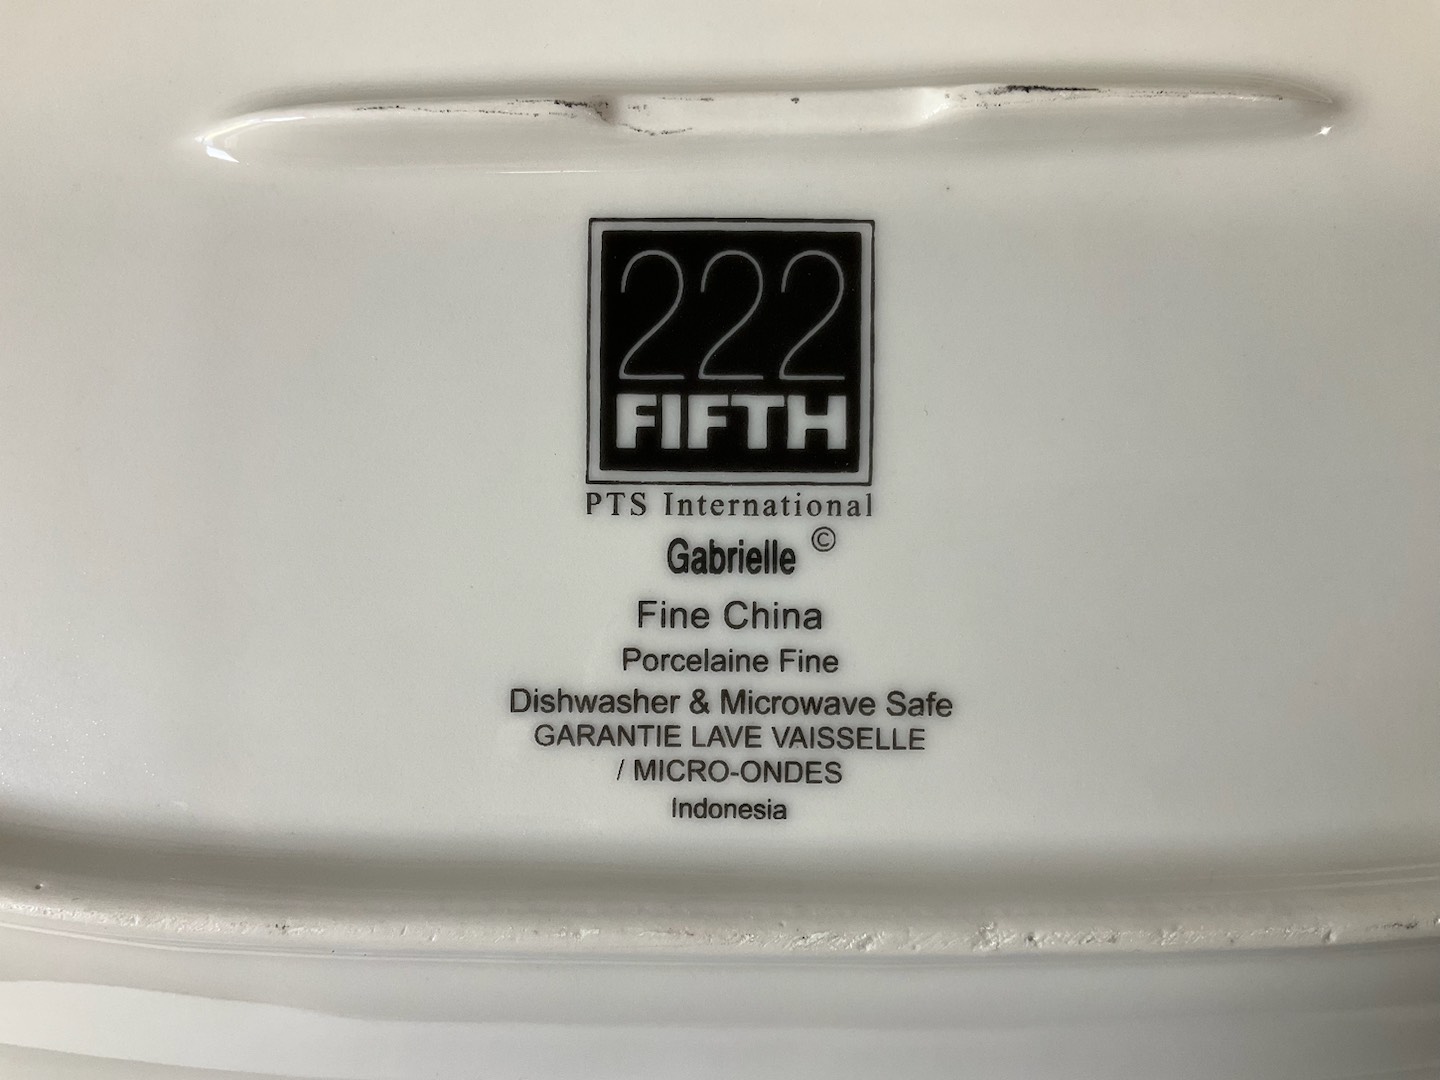 222
FIFTH
PTS International
Gabrielle ©
Fine China
Porcelaine Fine
Dishwasher & Microwave Safe
GARANTIE LAVE VAISSELLE
/ MICRO-ONDES
Indonesia